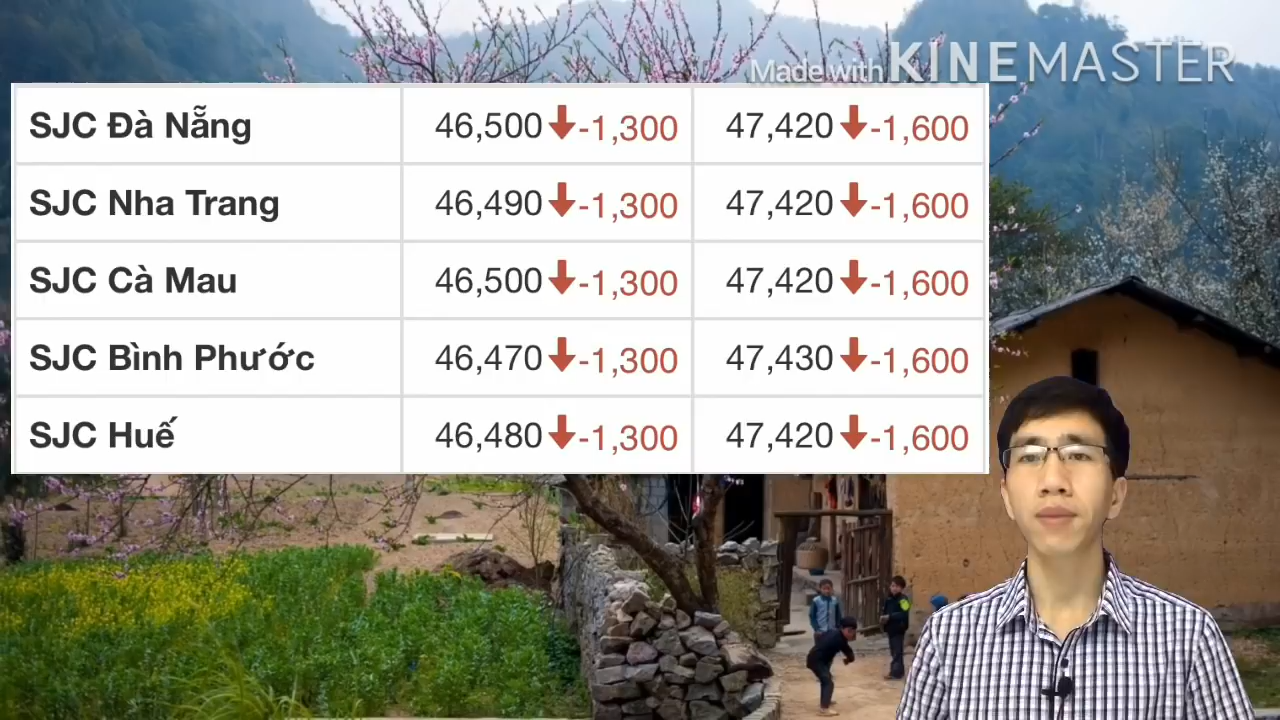 Made with KINEMASTER
SJC Đà Nẵng 46,500 -1,300 47,420 -1,600
SJC Nha Trang 46,490 -1,300 47,420 -1,600
SJC Cà Mau 46,500 -1,300 47,420 -1,600
SJC Bình Phước 46,470 -1,300 47,430 -1,600
SJC Huế 46,480 -1,300 47,420 -1,600